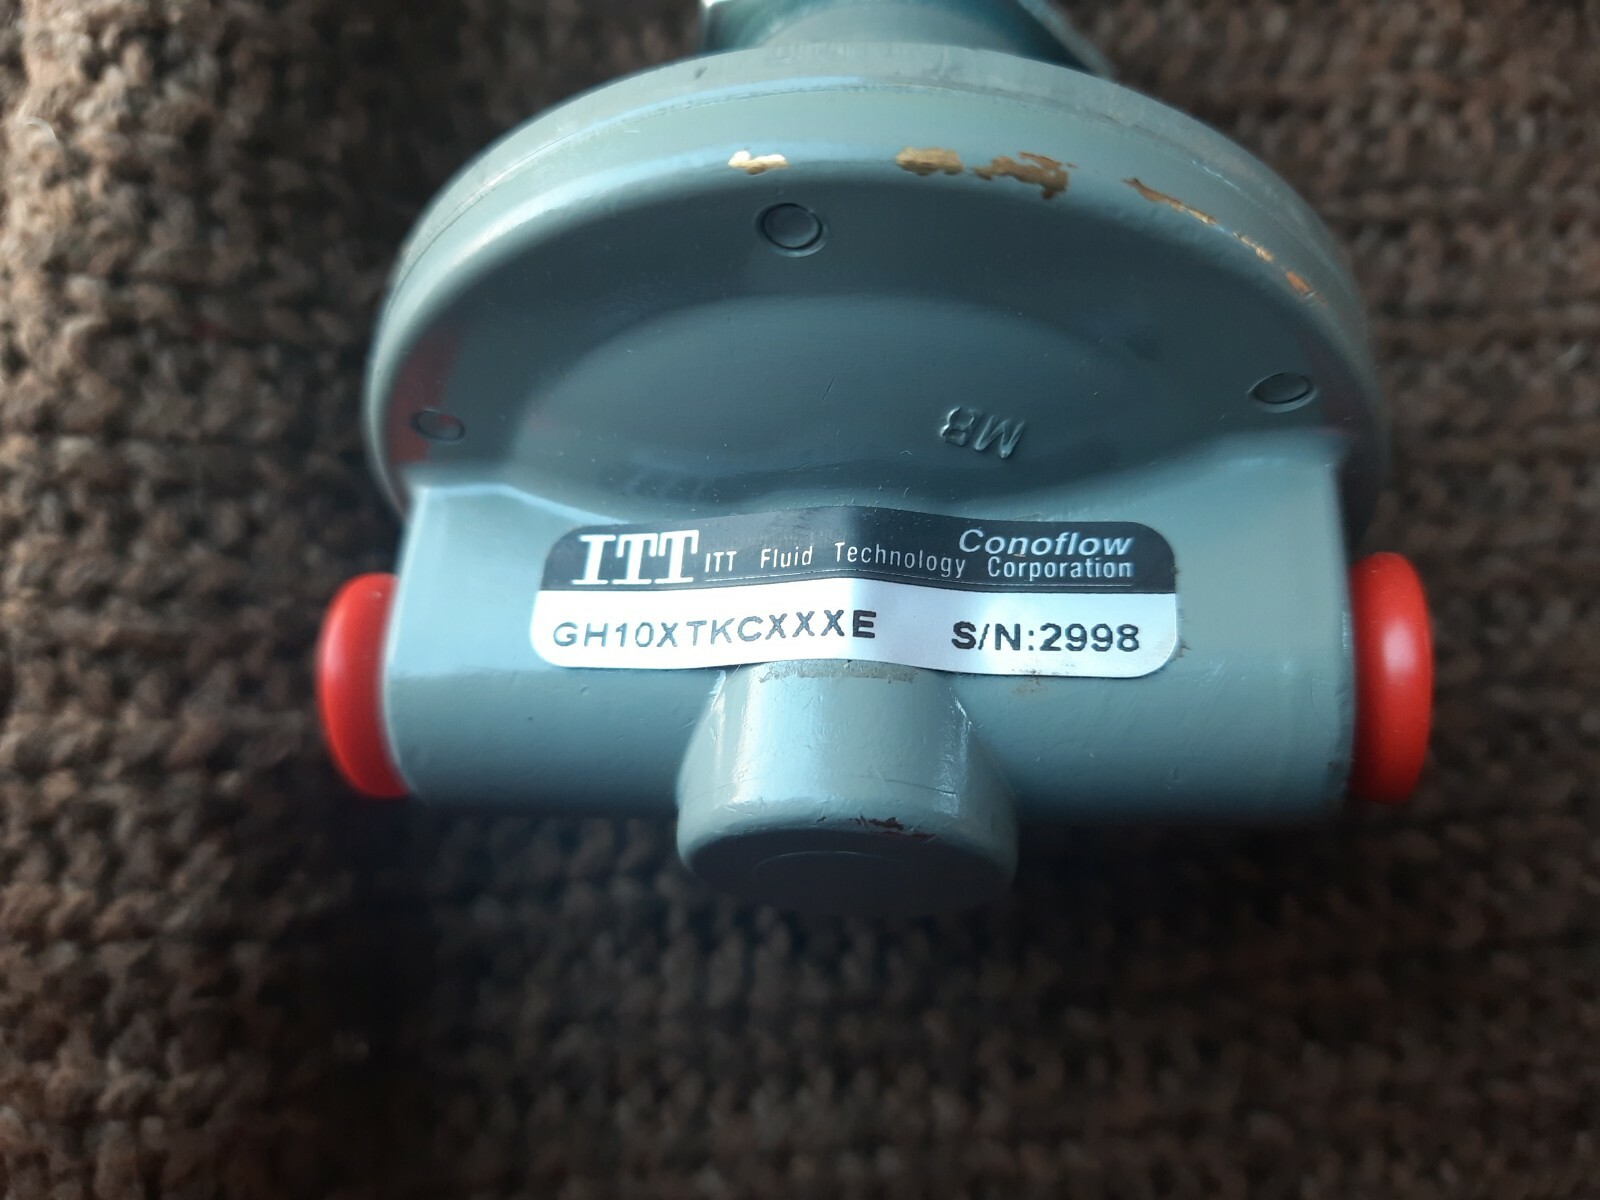 M8
ITT ITT Fluid Technology Conoflow Corporation
GH10XTKCXXXE S/N:2998